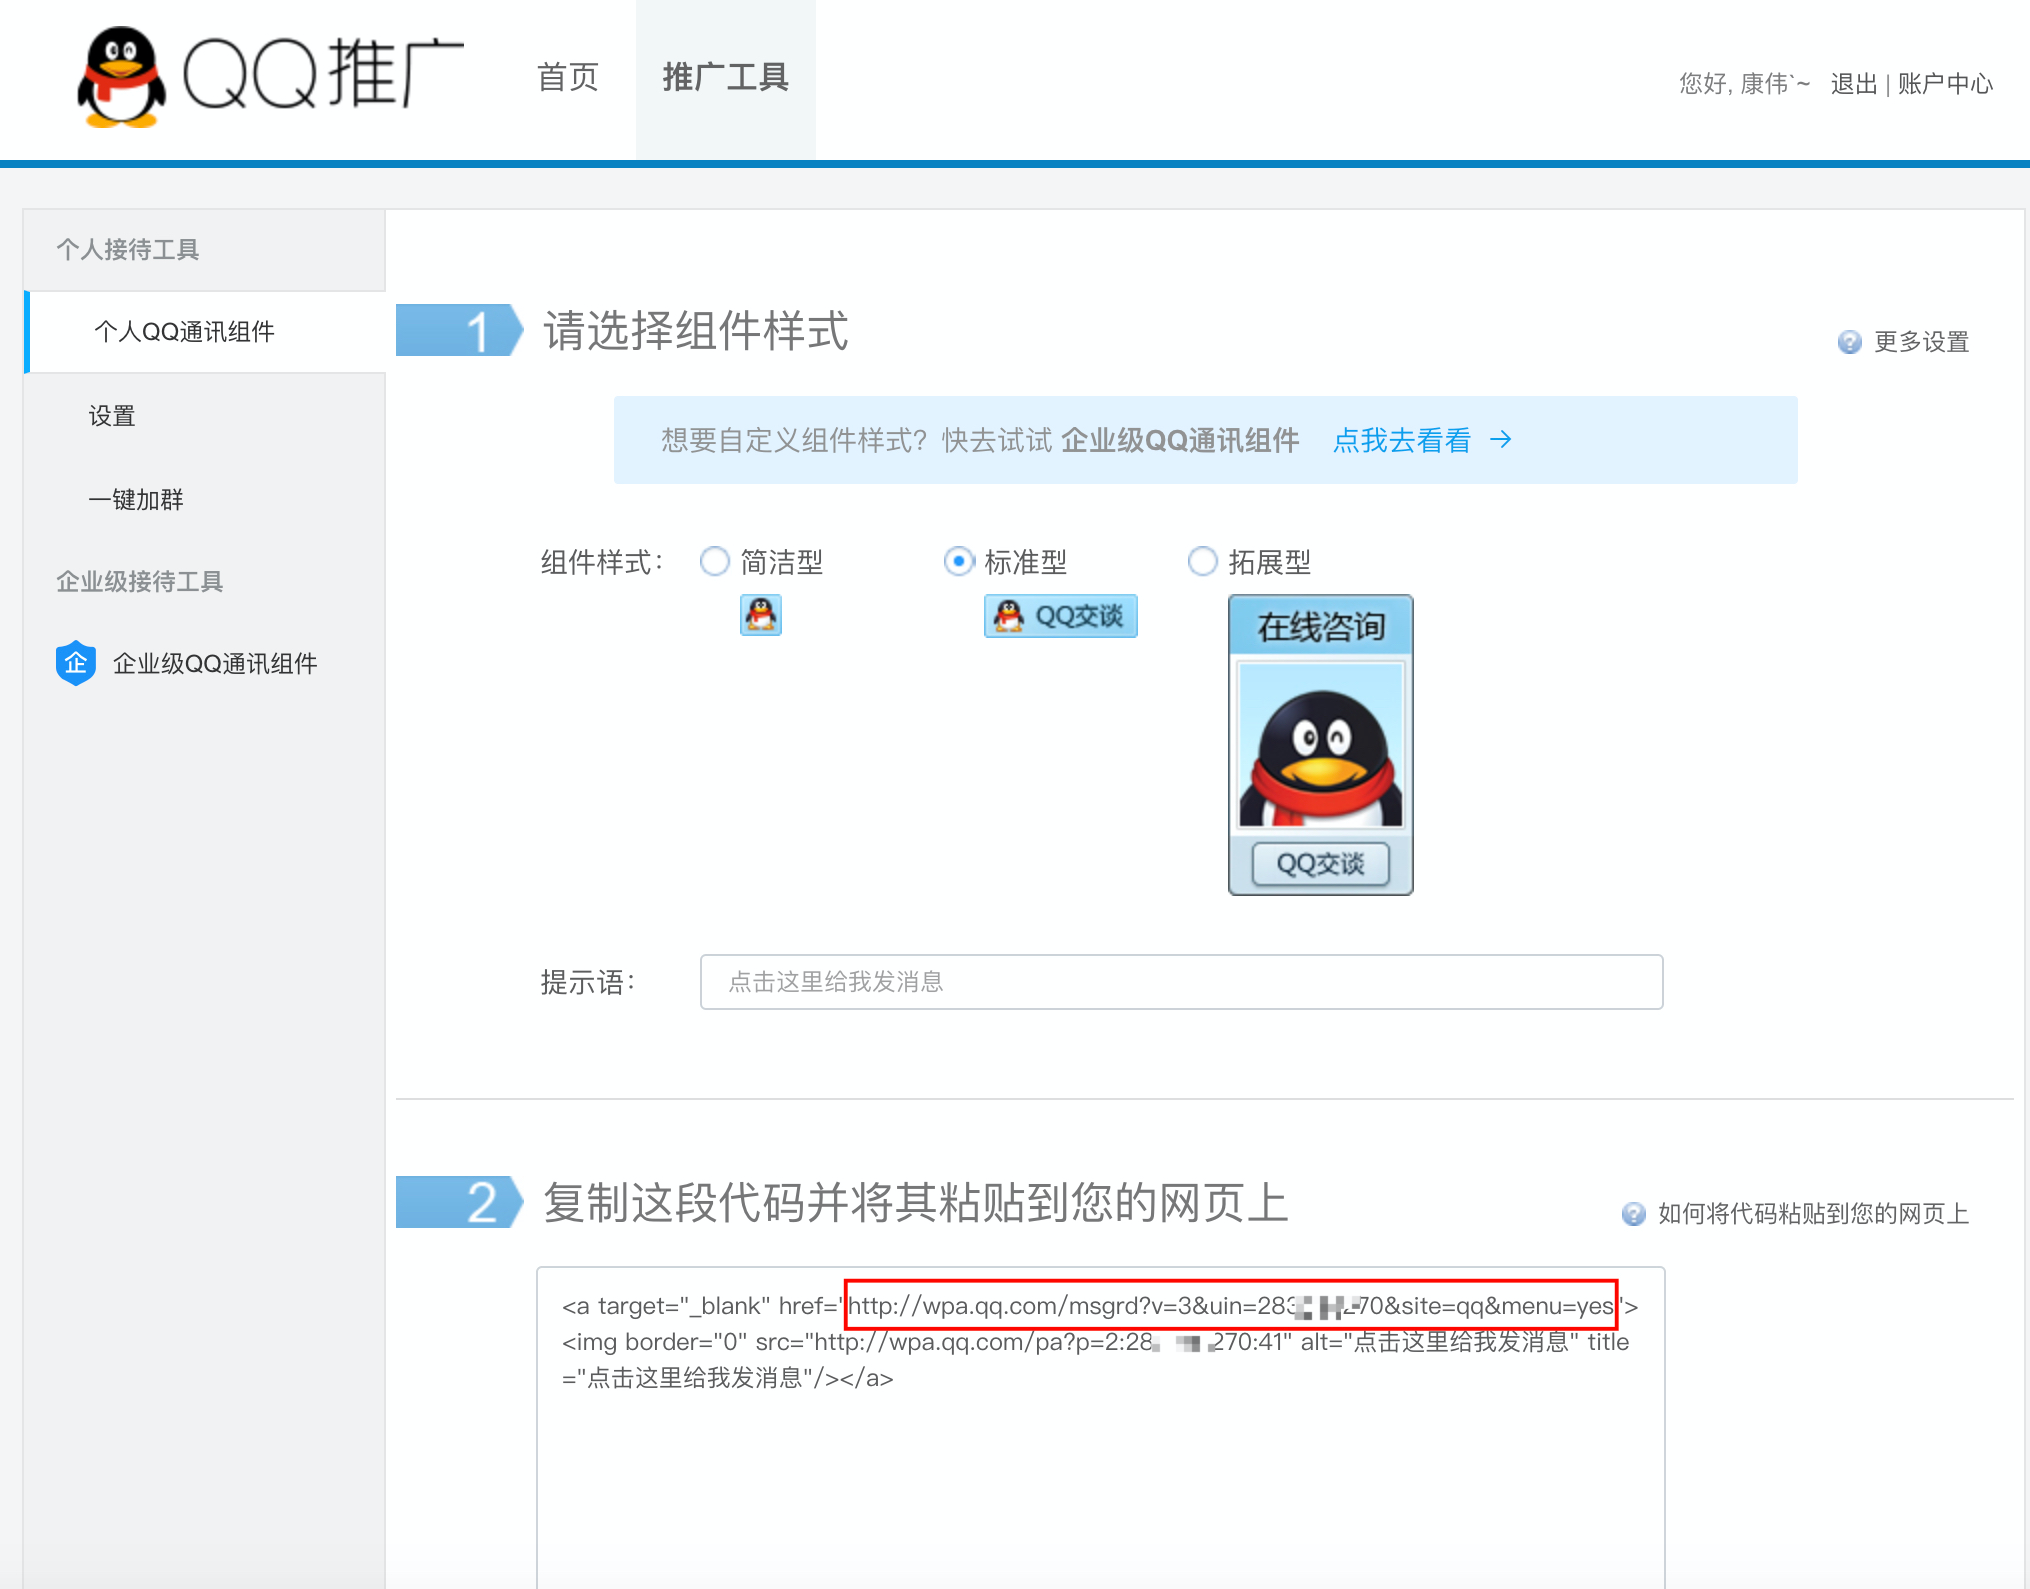 QQ推广
首页
推广工具
您好, 康伟`~ 退出 | 账户中心
个人接待工具
个人QQ通讯组件
设置
一键加群
企业级接待工具
企 企业级QQ通讯组件
1 请选择组件样式
? 更多设置
想要自定义组件样式？快去试试 企业级QQ通讯组件 点我去看看 →
组件样式： 简洁型 标准型 拓展型
QQ交谈
在线咨询
QQ交谈
提示语： 点击这里给我发消息
2 复制这段代码并将其粘贴到您的网页上
? 如何将代码粘贴到您的网页上
<a target="_blank" href="http://wpa.qq.com/msgrd?v=3&uin=283 70&site=qq&menu=yes">
<img border="0" src="http://wpa.qq.com/pa?p=2:28 270:41" alt="点击这里给我发消息" title
="点击这里给我发消息"/></a>